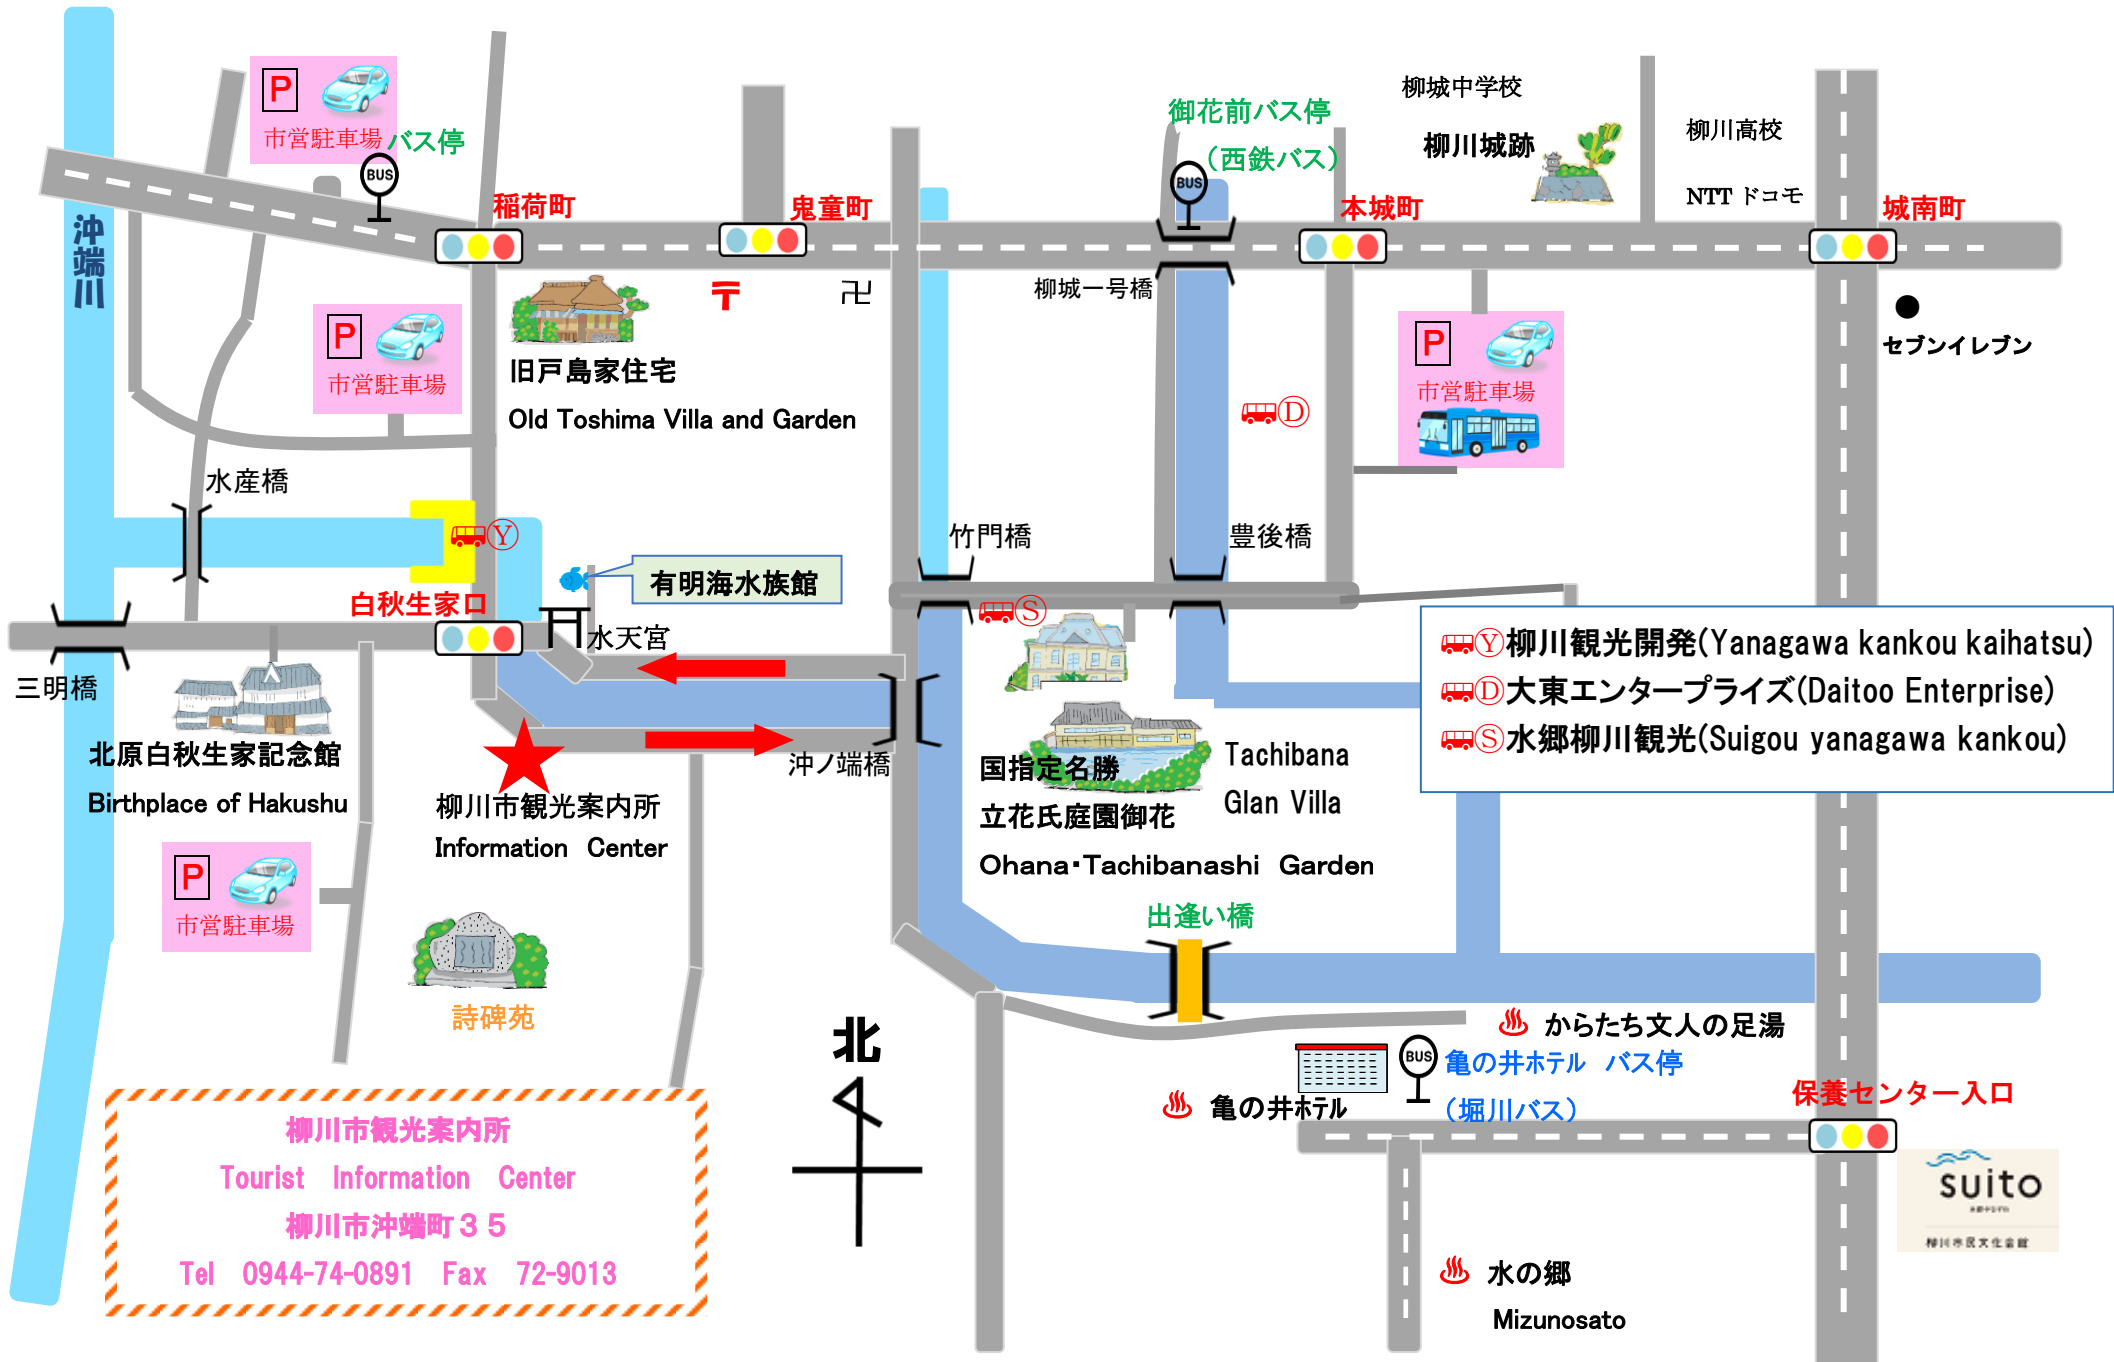 P
市営駐車場
バス停
BUS
御花前バス停
（西鉄バス）
BUS
柳城中学校
柳川城跡
柳川高校
NTTドコモ
稲荷町
鬼童町
本城町
城南町
沖端川
〒
卍
柳城一号橋
P
市営駐車場
旧戸島家住宅
Old Toshima Villa and Garden
P
市営駐車場
セブンイレブン
Ⓓ
水産橋
Ⓨ
竹門橋
豊後橋
有明海水族館
白秋生家口
水天宮
Ⓢ
三明橋
Ⓨ柳川観光開発(Yanagawa kankou kaihatsu)
Ⓓ大東エンタープライズ(Daitoo Enterprise)
Ⓢ水郷柳川観光(Suigou yanagawa kankou)
北原白秋生家記念館
Birthplace of Hakushu
沖ノ端橋
柳川市観光案内所
Information Center
国指定名勝
立花氏庭園御花
Ohana・Tachibanashi Garden
Tachibana
Glan Villa
P
市営駐車場
詩碑苑
出逢い橋
北
からたち文人の足湯
BUS
亀の井ホテル バス停
（堀川バス）
亀の井ホテル
保養センター入口
柳川市観光案内所
Tourist Information Center
柳川市沖端町３５
Tel 0944-74-0891 Fax 72-9013
suito
柳川市民文化会館
水の郷
Mizunosato